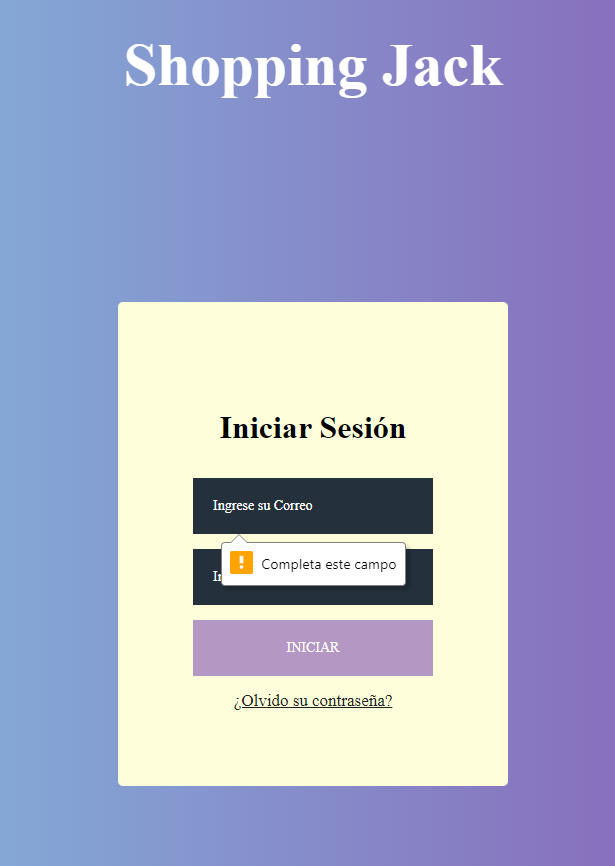 Shopping Jack
Iniciar Sesión
Ingrese su Correo
Completa este campo
INICIAR
¿Olvido su contraseña?